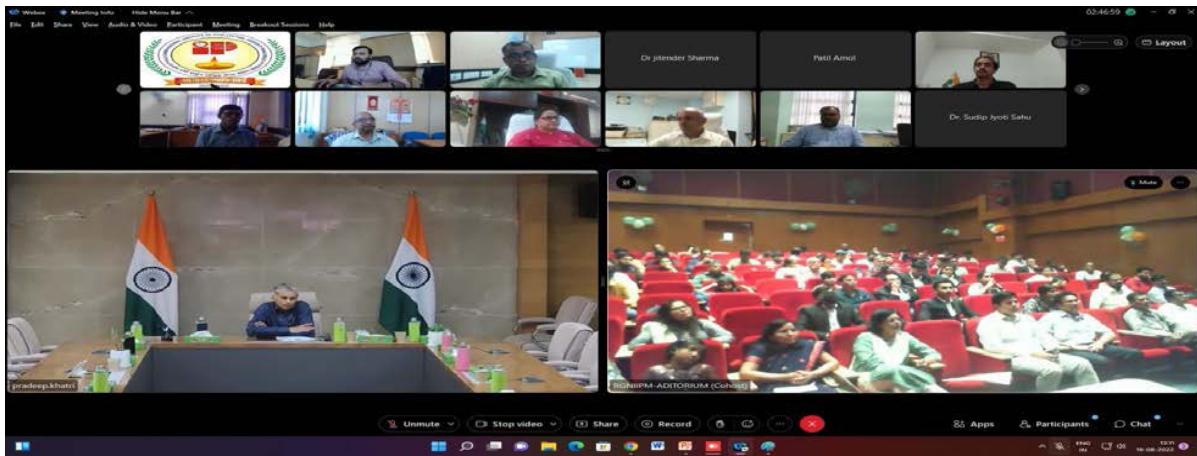 Webex Meeting Info Hide Menu Bar
02:46:59
File Edit Share View Audio & Video Participant Meeting Breakout Sessions Help
Layout
Dr jitender Sharma
Patil Amol
Dr. Sudip Jyoti Sahu
Mute
pradeep.khatri
RGNIIPM-ADITORIUM (Cohost)
Unmute Stop video Share Record Apps Participants Chat
ENG
IN